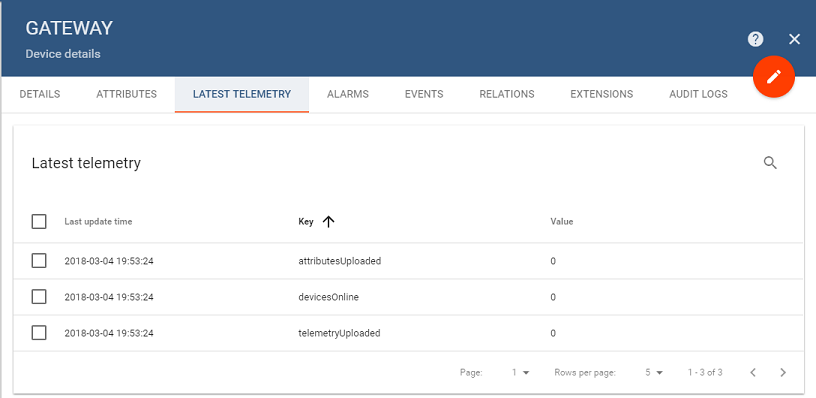 GATEWAY
Device details
?
DETAILS ATTRIBUTES LATEST TELEMETRY ALARMS EVENTS RELATIONS EXTENSIONS AUDIT LOGS
Latest telemetry
Last update time Key Value
2018-03-04 19:53:24 attributesUploaded 0
2018-03-04 19:53:24 devicesOnline 0
2018-03-04 19:53:24 telemetryUploaded 0
Page: 1 Rows per page: 5 1 - 3 of 3